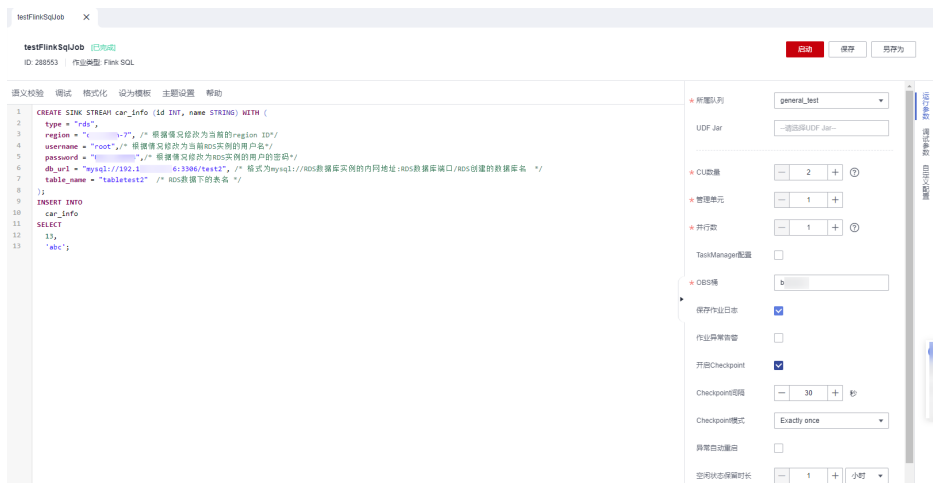 testFlinkSqlJob ×
testFlinkSqlJob [已完成]
启动 保存 另存为
ID: 288553 作业类型: Flink SQL
语义校验 调试 格式化 设为模板 主题设置 帮助
1 CREATE SINK STREAM car_info (id INT, name STRING) WITH (
2 type = "rds",
3 region = "c n-7", /* 根据情况修改为当前的region ID*/
4 username = "root",/* 根据情况修改为当前RDS实例的用户名*/
5 password = " ",/* 根据情况修改为RDS实例的用户的密码*/
6 db_url = "mysql://192.1 6:3306/test2", /* 格式为mysql://RDS数据库实例的内网地址:RDS数据库端口/RDS创建的数据库名 */
7 table_name = "tabletest2" /* RDS数据下的表名 */
8 );
9 INSERT INTO
10 car_info
11 SELECT
12 13,
13 'abc';
* 所属队列 general_test
UDF Jar --请选择UDF Jar--
* CU数量 − 2 + ?
* 管理单元 − 1 +
* 并行数 − 1 + ?
TaskManager配置
* OBS桶 b
保存作业日志
作业异常告警
开启Checkpoint
Checkpoint间隔 − 30 + 秒
Checkpoint模式 Exactly once
异常自动重启
空闲状态保留时长 − 1 + 小时
运行参数
调试参数
自定义配置